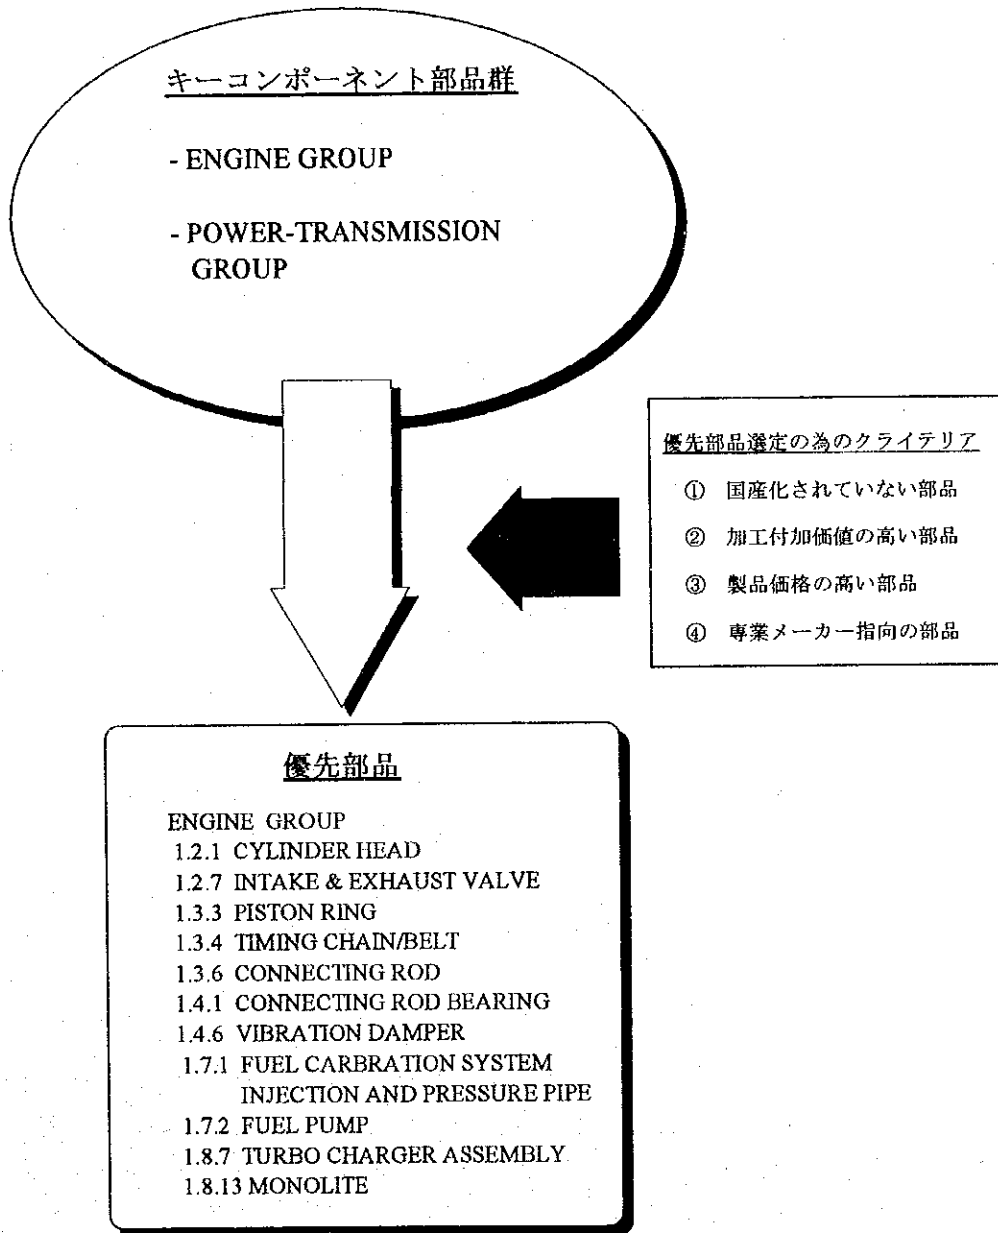 キーコンポーネント部品群
- ENGINE GROUP
- POWER-TRANSMISSION
GROUP
優先部品選定の為のクライテリア
① 国産化されていない部品
② 加工付加価値の高い部品
③ 製品価格の高い部品
④ 専業メーカー指向の部品
優先部品
ENGINE GROUP
1.2.1 CYLINDER HEAD
1.2.7 INTAKE & EXHAUST VALVE
1.3.3 PISTON RING
1.3.4 TIMING CHAIN/BELT
1.3.6 CONNECTING ROD
1.4.1 CONNECTING ROD BEARING
1.4.6 VIBRATION DAMPER
1.7.1 FUEL CARBRATION SYSTEM
INJECTION AND PRESSURE PIPE
1.7.2 FUEL PUMP
1.8.7 TURBO CHARGER ASSEMBLY
1.8.13 MONOLITE